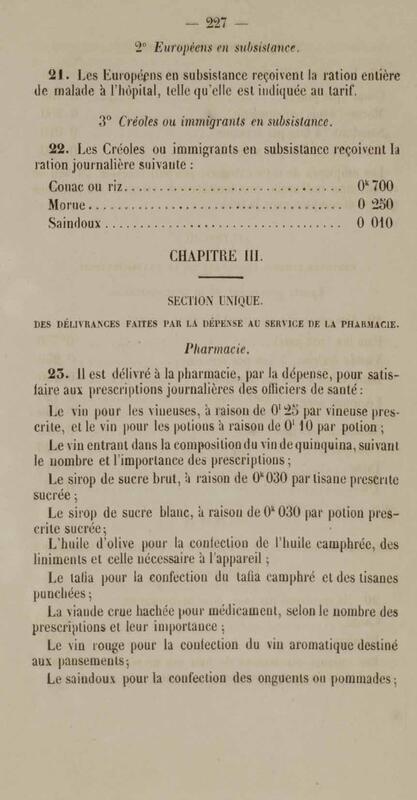 — 227 —
2° Européens en subsistance.
21. Les Européens en subsistance reçoivent la ration entière
de malade à l'hôpital, telle qu'elle est indiquée au tarif.
3° Créoles ou immigrants en subsistance.
22. Les Créoles ou immigrants en subsistance reçoivent la
ration journalière suivante :
Couac ou riz.............................. 0k 700
Morue.................................... 0 250
Saindoux................................. 0 010
CHAPITRE III.
SECTION UNIQUE.
DES DÉLIVRANCES FAITES PAR LA DÉPENSE AU SERVICE DE LA PHARMACIE.
Pharmacie.
23. Il est délivré à la pharmacie, par la dépense, pour satis-
faire aux prescriptions journalières des officiers de santé :
Le vin pour les vineuses, à raison de 0l 25 par vineuse pres-
crite, et le vin pour les potions à raison de 0l 10 par potion ;
Le vin entrant dans la composition du vin de quinquina, suivant
le nombre et l'importance des prescriptions ;
Le sirop de sucre brut, à raison de 0k 030 par tisane prescrite
sucrée ;
Le sirop de sucre blanc, à raison de 0k 030 par potion pres-
crite sucrée ;
L'huile d'olive pour la confection de l'huile camphrée, des
liniments et celle nécessaire à l'appareil ;
Le tafia pour la confection du tafia camphré et des tisanes
punchées ;
La viande crue hachée pour médicament, selon le nombre des
prescriptions et leur importance ;
Le vin rouge pour la confection du vin aromatique destiné
aux pansements ;
Le saindoux pour la confection des onguents ou pommades ;